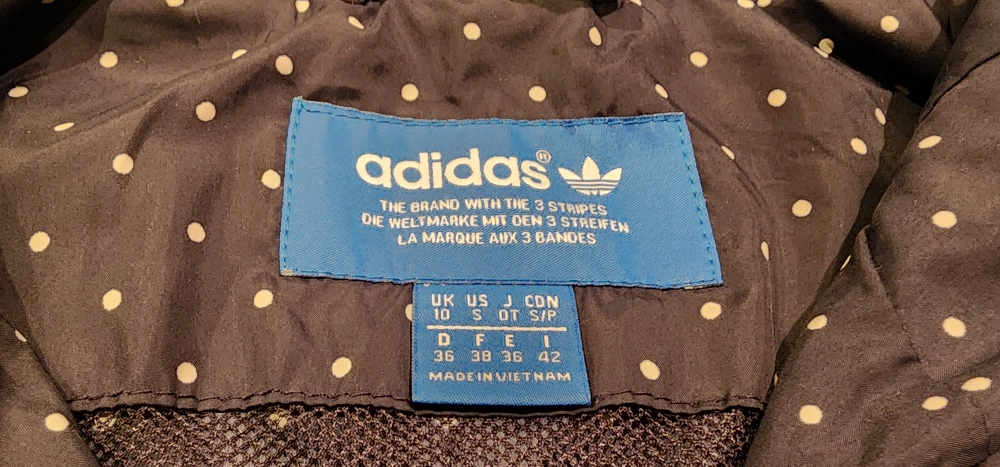 adidas®
THE BRAND WITH THE 3 STRIPES
DIE WELTMARKE MIT DEN 3 STREIFEN
LA MARQUE AUX 3 BANDES
UK US J CDN
10 S OT S/P
D F E I
36 38 36 42
MADE IN VIETNAM